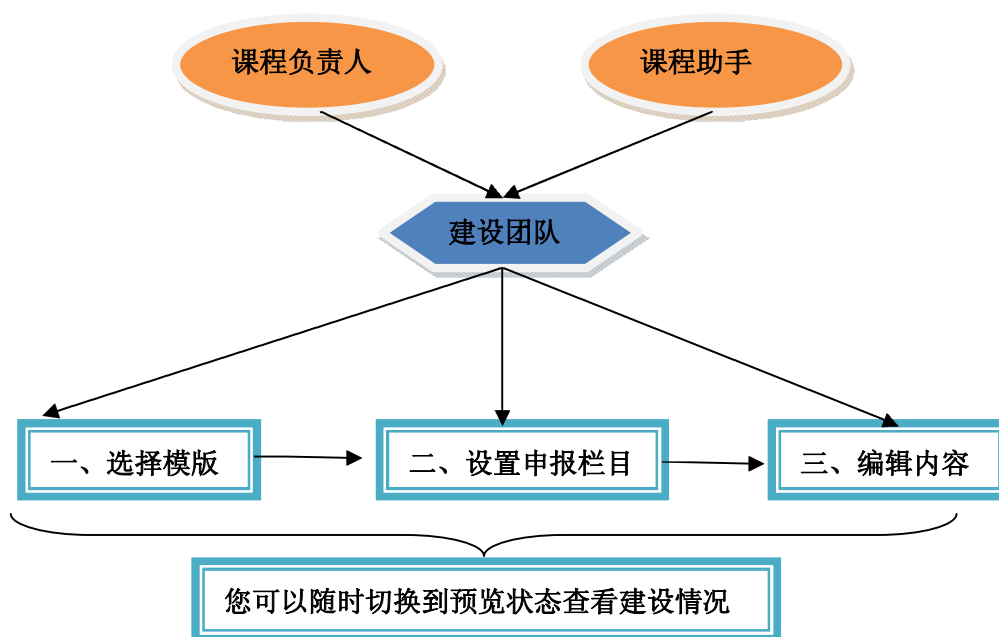 课程负责人
课程助手
建设团队
一、选择模版
二、设置申报栏目
三、编辑内容
您可以随时切换到预览状态查看建设情况